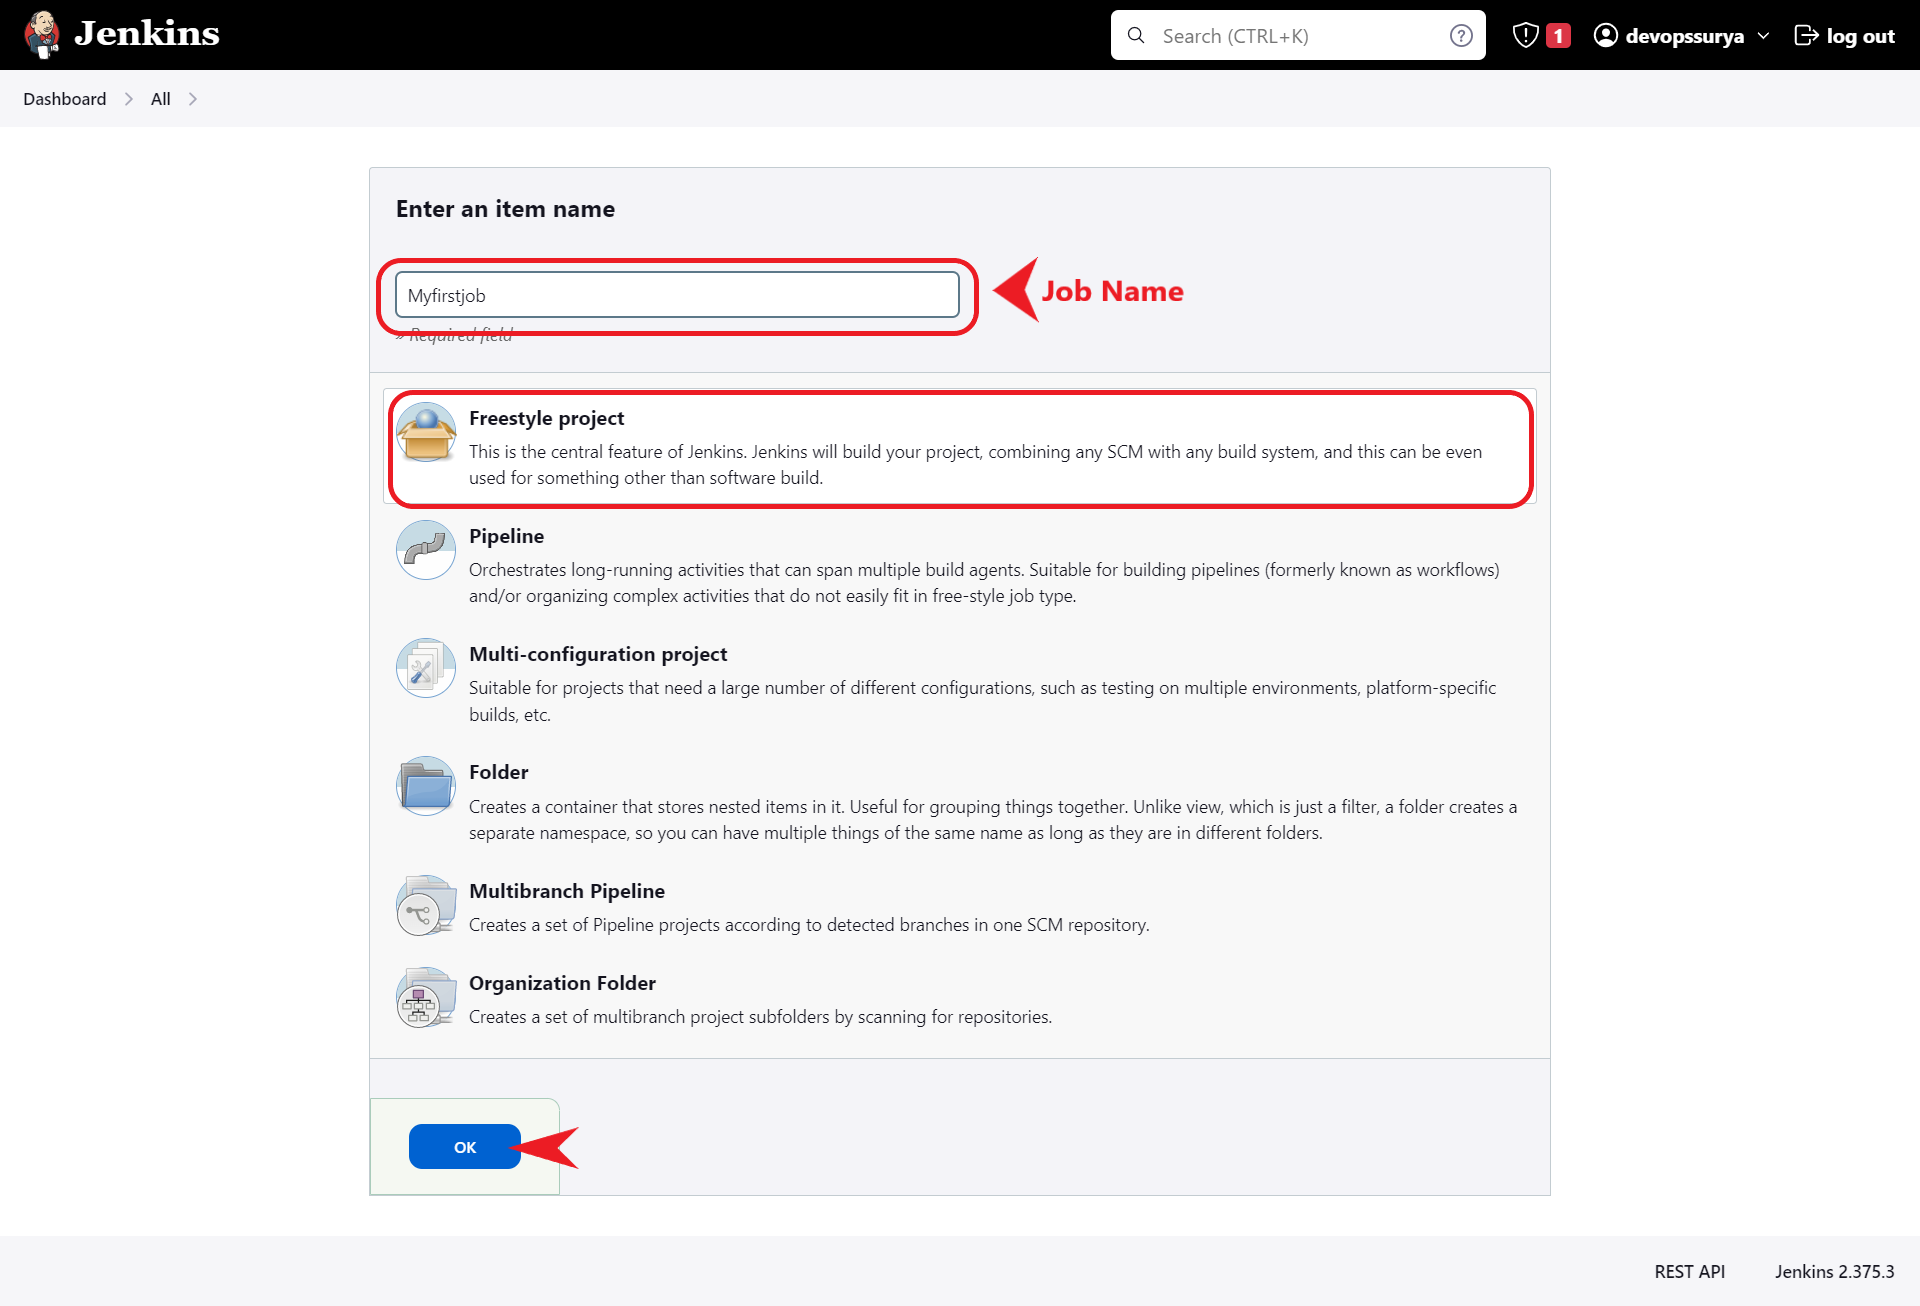 Jenkins
Search (CTRL+K)
1
devopssurya
log out
Dashboard
All
Enter an item name
Myfirstjob
Job Name
» Required field
Freestyle project
This is the central feature of Jenkins. Jenkins will build your project, combining any SCM with any build system, and this can be even
used for something other than software build.
Pipeline
Orchestrates long-running activities that can span multiple build agents. Suitable for building pipelines (formerly known as workflows)
and/or organizing complex activities that do not easily fit in free-style job type.
Multi-configuration project
Suitable for projects that need a large number of different configurations, such as testing on multiple environments, platform-specific
builds, etc.
Folder
Creates a container that stores nested items in it. Useful for grouping things together. Unlike view, which is just a filter, a folder creates a
separate namespace, so you can have multiple things of the same name as long as they are in different folders.
Multibranch Pipeline
Creates a set of Pipeline projects according to detected branches in one SCM repository.
Organization Folder
Creates a set of multibranch project subfolders by scanning for repositories.
OK
REST API
Jenkins 2.375.3